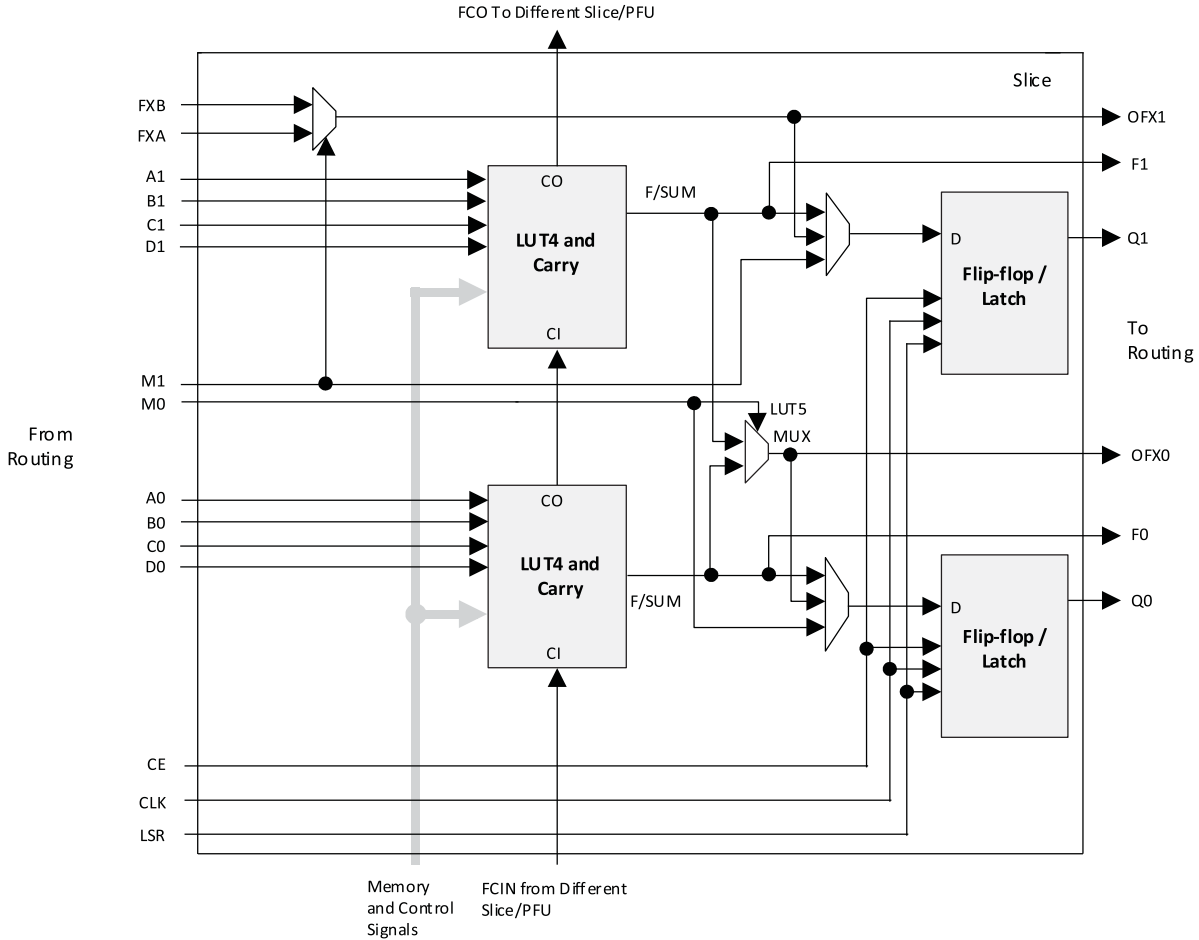 FCO To Different Slice/PFU
Slice
FXB
OFX1
FXA
F1
A1
CO
F/SUM
B1
C1
Q1
D1
LUT4 and
Carry
D
Flip-flop /
Latch
CI
To
Routing
M1
M0
LUT5
MUX
From
Routing
OFX0
A0
CO
B0
F0
C0
D0
LUT4 and
Carry
F/SUM
Q0
D
Flip-flop /
Latch
CI
CE
CLK
LSR
Memory
and Control
Signals
FCIN from Different
Slice/PFU